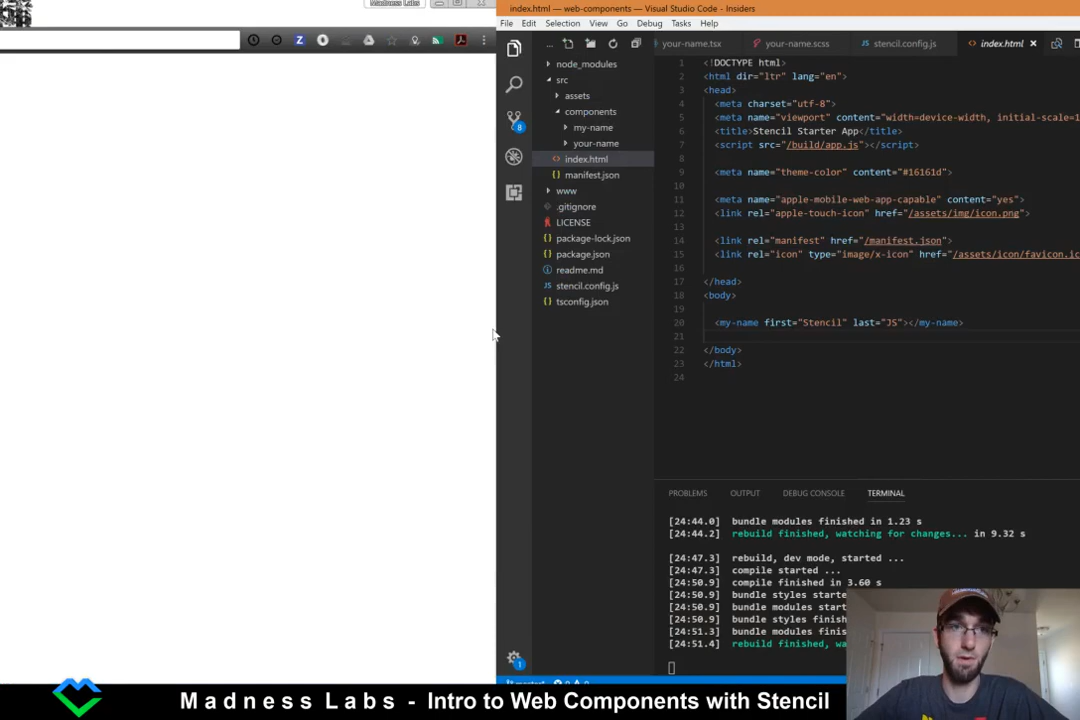 Madness Labs
index.html — web-components — Visual Studio Code - Insiders
File Edit Selection View Go Debug Tasks Help
... your-name.tsx your-name.scss stencil.config.js index.html
node_modules
src
assets
components
my-name
your-name
index.html
manifest.json
www
.gitignore
LICENSE
package-lock.json
package.json
readme.md
stencil.config.js
tsconfig.json
8
1 <!DOCTYPE html>
2 <html dir="ltr" lang="en">
3 <head>
4 <meta charset="utf-8">
5 <meta name="viewport" content="width=device-width, initial-scale=1
6 <title>Stencil Starter App</title>
7 <script src="/build/app.js"></script>
8
9 <meta name="theme-color" content="#16161d">
10
11 <meta name="apple-mobile-web-app-capable" content="yes">
12 <link rel="apple-touch-icon" href="/assets/img/icon.png">
13
14 <link rel="manifest" href="/manifest.json">
15 <link rel="icon" type="image/x-icon" href="/assets/icon/favicon.ic
16
17 </head>
18 <body>
19
20 <my-name first="Stencil" last="JS"></my-name>
21
22 </body>
23 </html>
24
PROBLEMS OUTPUT DEBUG CONSOLE TERMINAL
[24:44.0] bundle modules finished in 1.23 s
[24:44.2] rebuild finished, watching for changes... in 9.32 s
[24:47.3] rebuild, dev mode, started ...
[24:47.3] compile started ...
[24:50.9] compile finished in 3.60 s
[24:50.9] bundle styles starte
[24:50.9] bundle modules start
[24:50.9] bundle styles finish
[24:51.3] bundle modules finis
[24:51.4] rebuild finished, wa
1
Madness Labs - Intro to Web Components with Stencil